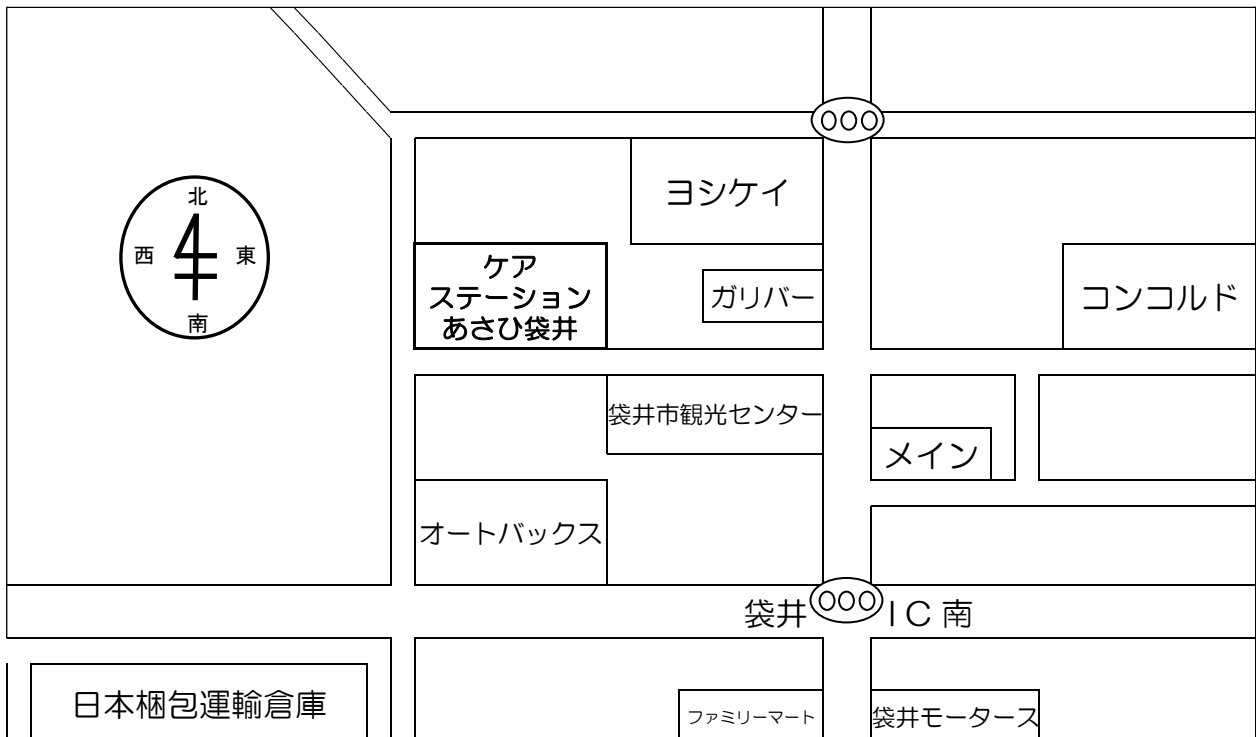 ヨシケイ
北
西
東
南
ケア
ステーション
あさひ袋井
ガリバー
コンコルド
袋井市観光センター
メイン
オートバックス
袋井
IC南
日本梱包運輸倉庫
ファミリーマート
袋井モータース